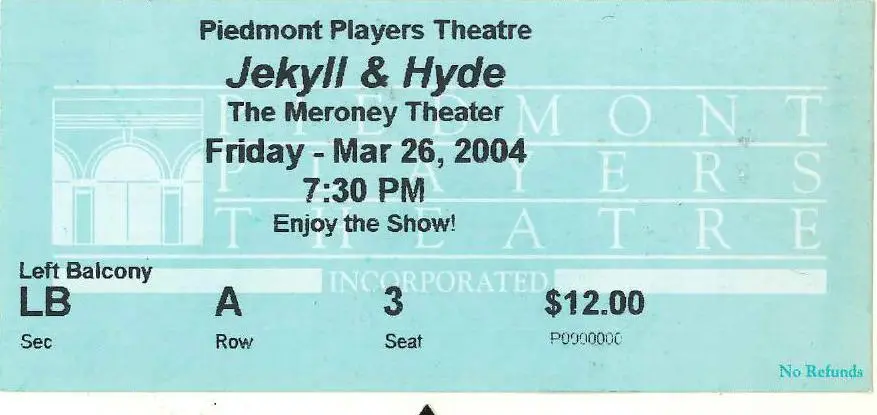 Piedmont Players Theatre
Jekyll & Hyde
The Meroney Theater
Friday - Mar 26, 2004
7:30 PM
Enjoy the Show!
PIEDMONT
PLAYERS
THEATRE
INCORPORATED
Left Balcony
LB A 3 $12.00
Sec Row Seat P0000000
No Refunds